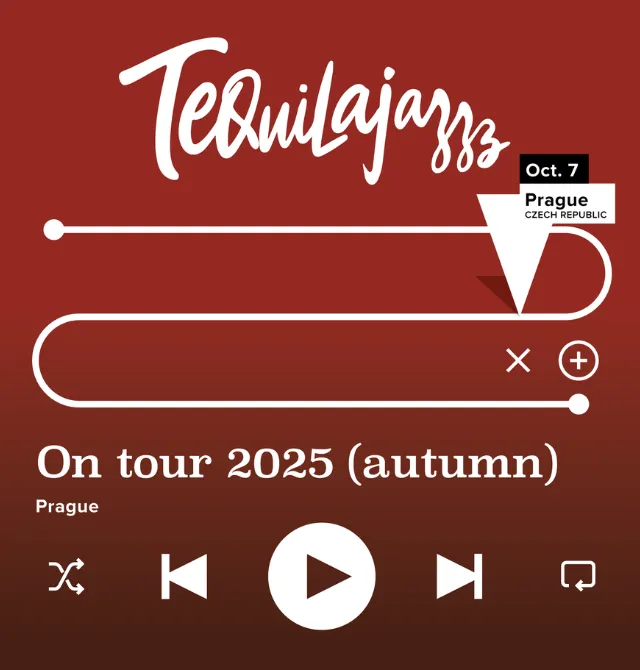 Tequilajazzz
Oct. 7
Prague
CZECH REPUBLIC
On tour 2025 (autumn)
Prague